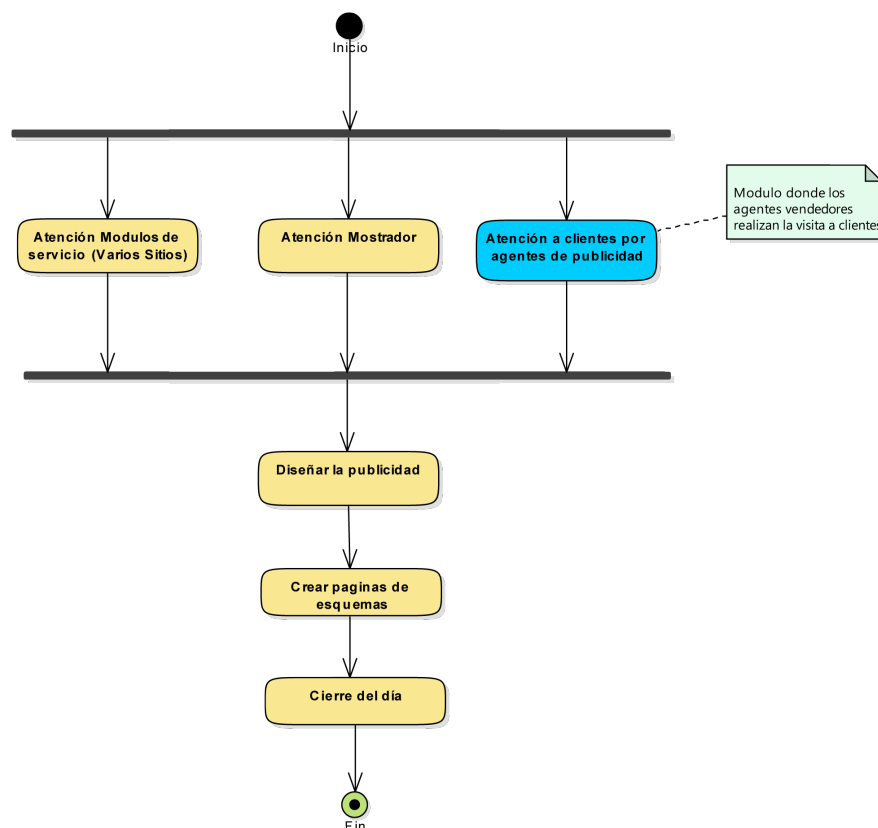 Inicio
Atención Modulos de
servicio (Varios Sitios)
Atención Mostrador
Atención a clientes por
agentes de publicidad
Modulo donde los
agentes vendedores
realizan la visita a clientes
Diseñar la publicidad
Crear paginas de
esquemas
Cierre del día
Fin